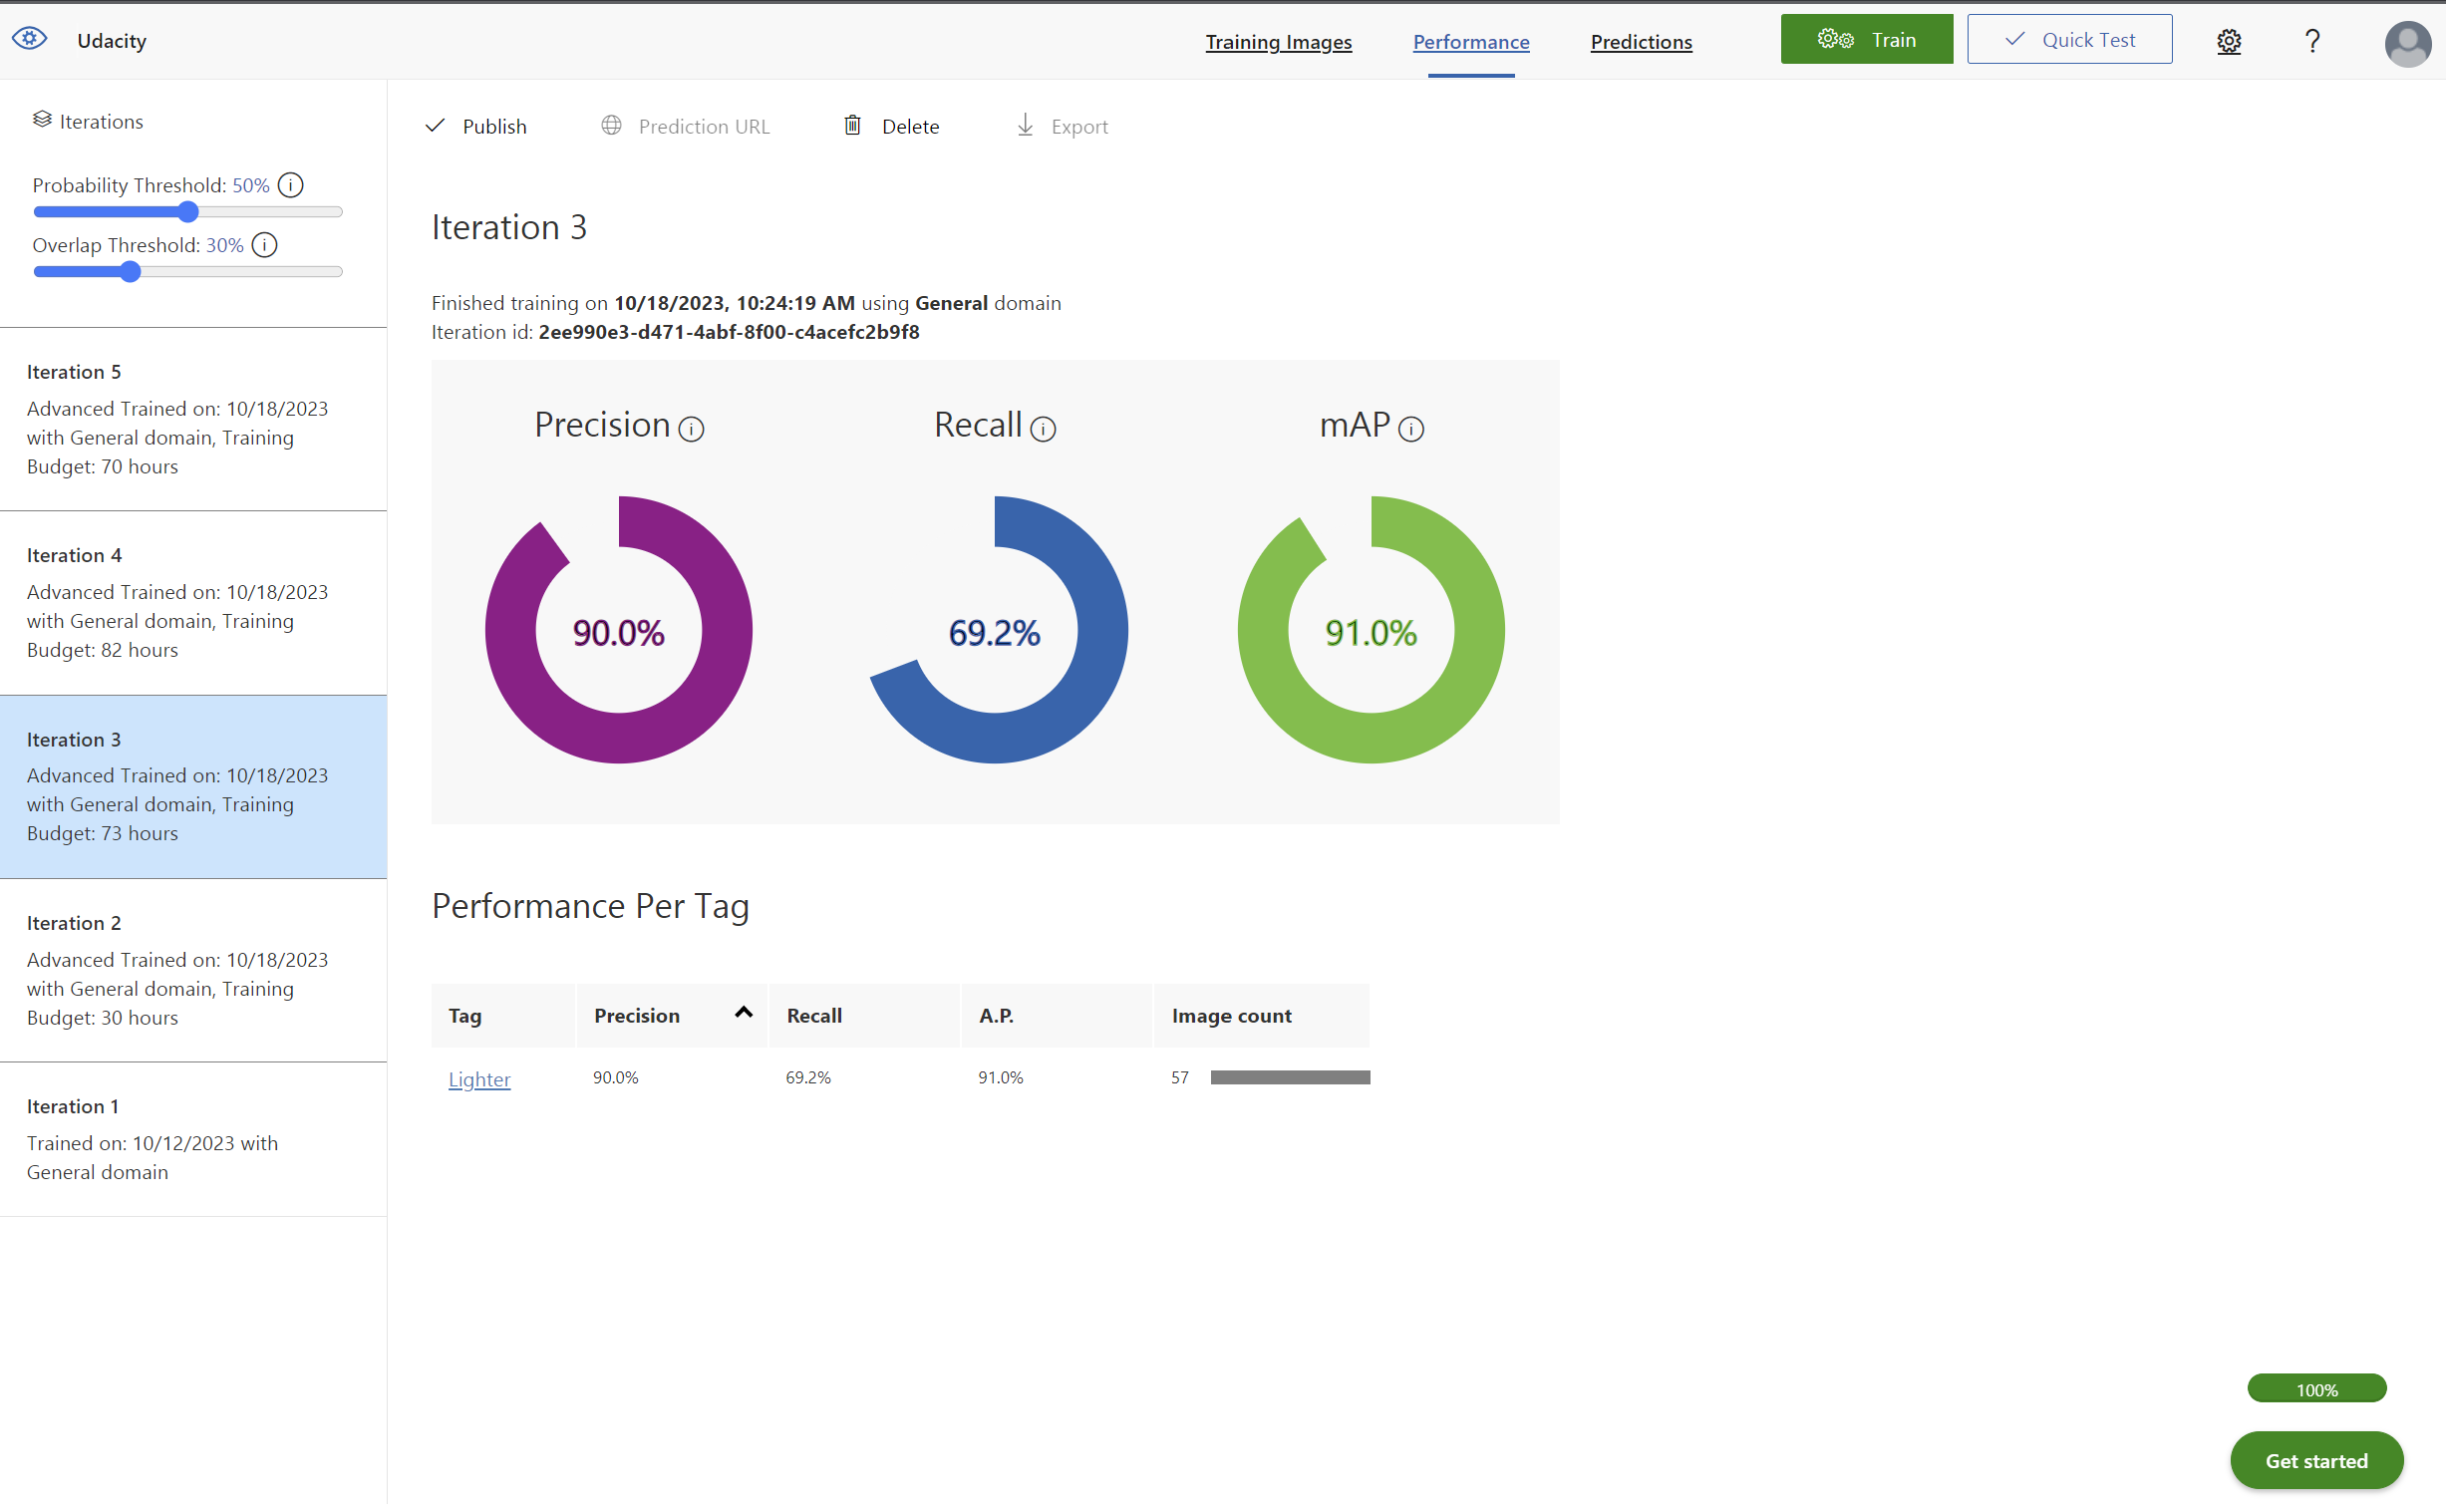 Udacity
Training Images
Performance
Predictions
Train
Quick Test
?
Iterations
Probability Threshold: 50%
Overlap Threshold: 30%
Iteration 5
Advanced Trained on: 10/18/2023
with General domain, Training
Budget: 70 hours
Iteration 4
Advanced Trained on: 10/18/2023
with General domain, Training
Budget: 82 hours
Iteration 3
Advanced Trained on: 10/18/2023
with General domain, Training
Budget: 73 hours
Iteration 2
Advanced Trained on: 10/18/2023
with General domain, Training
Budget: 30 hours
Iteration 1
Trained on: 10/12/2023 with
General domain
Publish
Prediction URL
Delete
Export
Iteration 3
Finished training on 10/18/2023, 10:24:19 AM using General domain
Iteration id: 2ee990e3-d471-4abf-8f00-c4acefc2b9f8
Precision
Recall
mAP
90.0%
69.2%
91.0%
Performance Per Tag
Tag Precision Recall A.P. Image count
Lighter 90.0% 69.2% 91.0% 57
100%
Get started